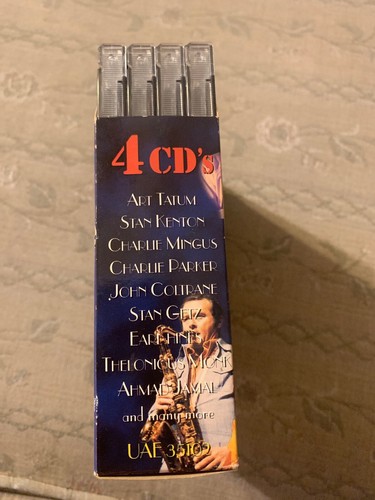 4 CD's
ART TATUM
STAN KENTON
CHARLIE MINGUS
CHARLIE PARKER
JOHN COLTRANE
STAN GETZ
EARL HINES
THELONIOUS MONK
AHMAD JAMAL
and many more
UAE 35162